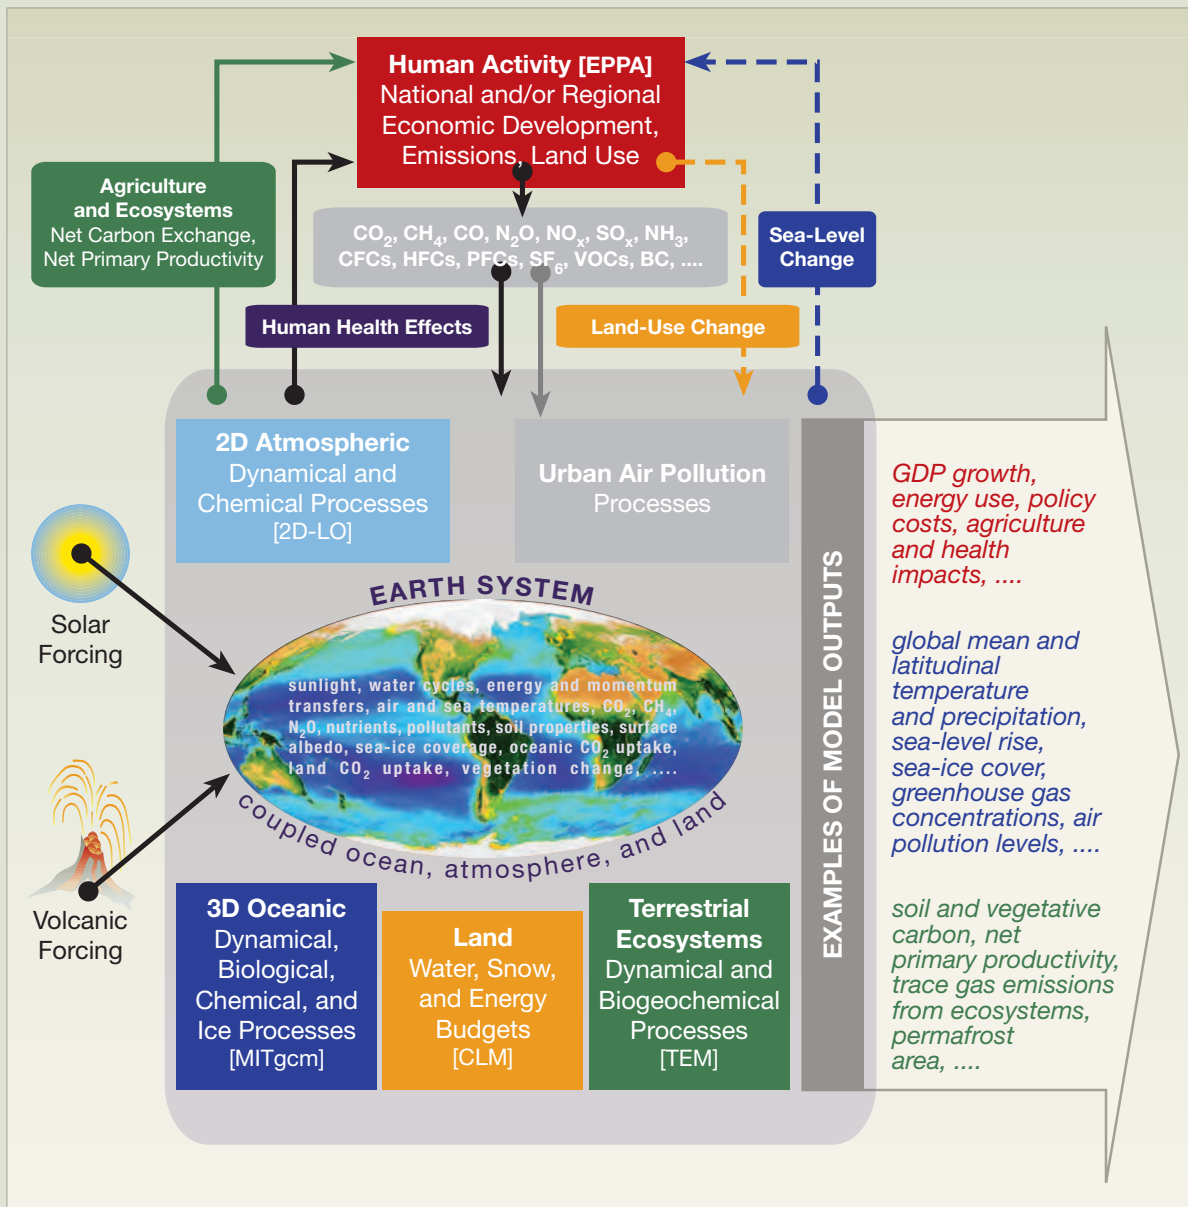 Human Activity [EPPA]
National and/or Regional
Economic Development,
Emissions, Land Use
Agriculture
and Ecosystems
Net Carbon Exchange,
Net Primary Productivity
CO₂, CH₄, CO, N₂O, NOₓ, SOₓ, NH₃,
CFCs, HFCs, PFCs, SF₆, VOCs, BC, ....
Sea-Level
Change
Human Health Effects
Land-Use Change
2D Atmospheric
Dynamical and
Chemical Processes
[2D-LO]
Urban Air Pollution
Processes
Solar
Forcing
Volcanic
Forcing
EARTH SYSTEM
sunlight, water cycles, energy and momentum
transfers, air and sea temperatures, CO₂, CH₄,
N₂O, nutrients, pollutants, soil properties, surface
albedo, sea-ice coverage, oceanic CO₂ uptake,
land CO₂ uptake, vegetation change, ....
coupled ocean, atmosphere, and land
3D Oceanic
Dynamical,
Biological,
Chemical, and
Ice Processes
[MITgcm]
Land
Water, Snow,
and Energy
Budgets
[CLM]
Terrestrial
Ecosystems
Dynamical and
Biogeochemical
Processes
[TEM]
EXAMPLES OF MODEL OUTPUTS
GDP growth,
energy use, policy
costs, agriculture
and health
impacts, ....
global mean and
latitudinal
temperature
and precipitation,
sea-level rise,
sea-ice cover,
greenhouse gas
concentrations, air
pollution levels, ....
soil and vegetative
carbon, net
primary productivity,
trace gas emissions
from ecosystems,
permafrost
area, ....